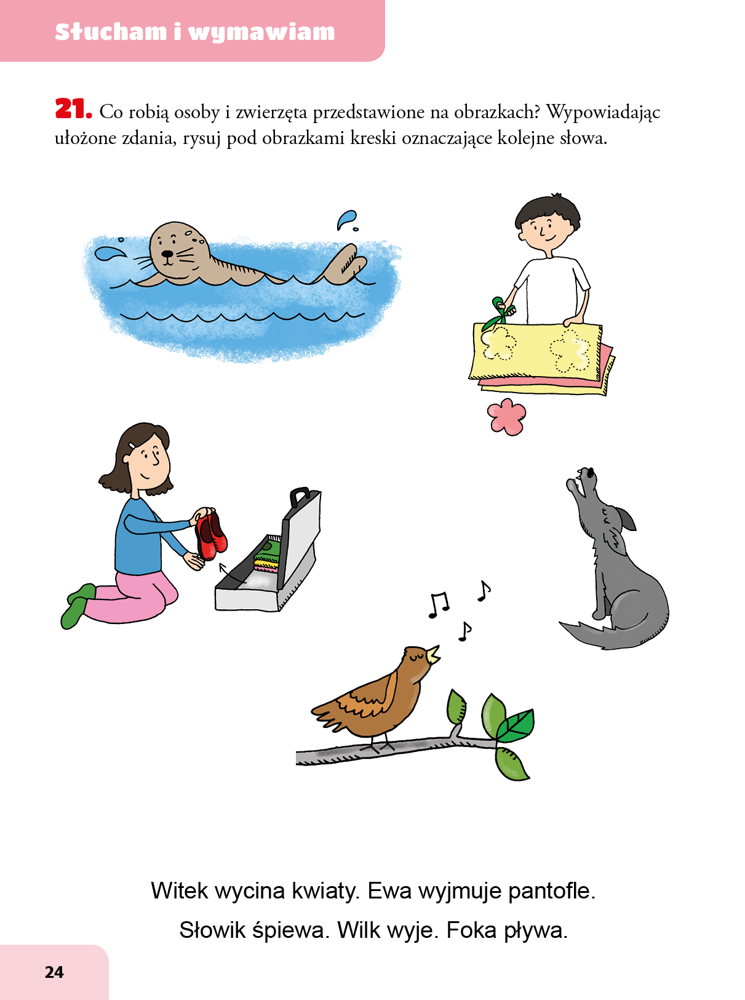 Słucham i wymawiam
21. Co robią osoby i zwierzęta przedstawione na obrazkach? Wypowiadając
ułożone zdania, rysuj pod obrazkami kreski oznaczające kolejne słowa.
Witek wycina kwiaty. Ewa wyjmuje pantofle.
Słowik śpiewa. Wilk wyje. Foka pływa.
24